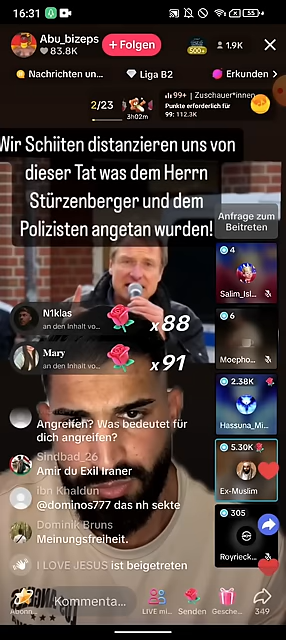 16:31
55
Abu_bizeps
83.8K
+ Folgen
500+
1.9K
Nachrichten un...
Liga B2
Erkunden
2/23
3h02m
99+ | Zuschauer*innen
Punkte erforderlich für
99: 112.3K
Wir Schiiten distanzieren uns von
dieser Tat was dem Herrn
Stürzenberger und dem
Polizisten angetan wurden!
Anfrage zum
Beitreten
4
Salim_Isl...
N1klas
an den Inhalt vo...
x88
6
Moepho...
Mary
an den Inhalt vo...
x91
2.38K
Hassuna_Mi...
Angreifen? Was bedeutet für
dich angreifen?
Sindbad_26
Amir du Exil Iraner
5.30K
Ex-Muslim
ibn Khaldun
@dominos777 das nh sekte
Dominik Bruns
Meinungsfreiheit.
305
Royrieck...
I LOVE JESUS ist beigetreten
Abonn...
Kommenta...
LIVE mi...
Senden
Gesche...
349